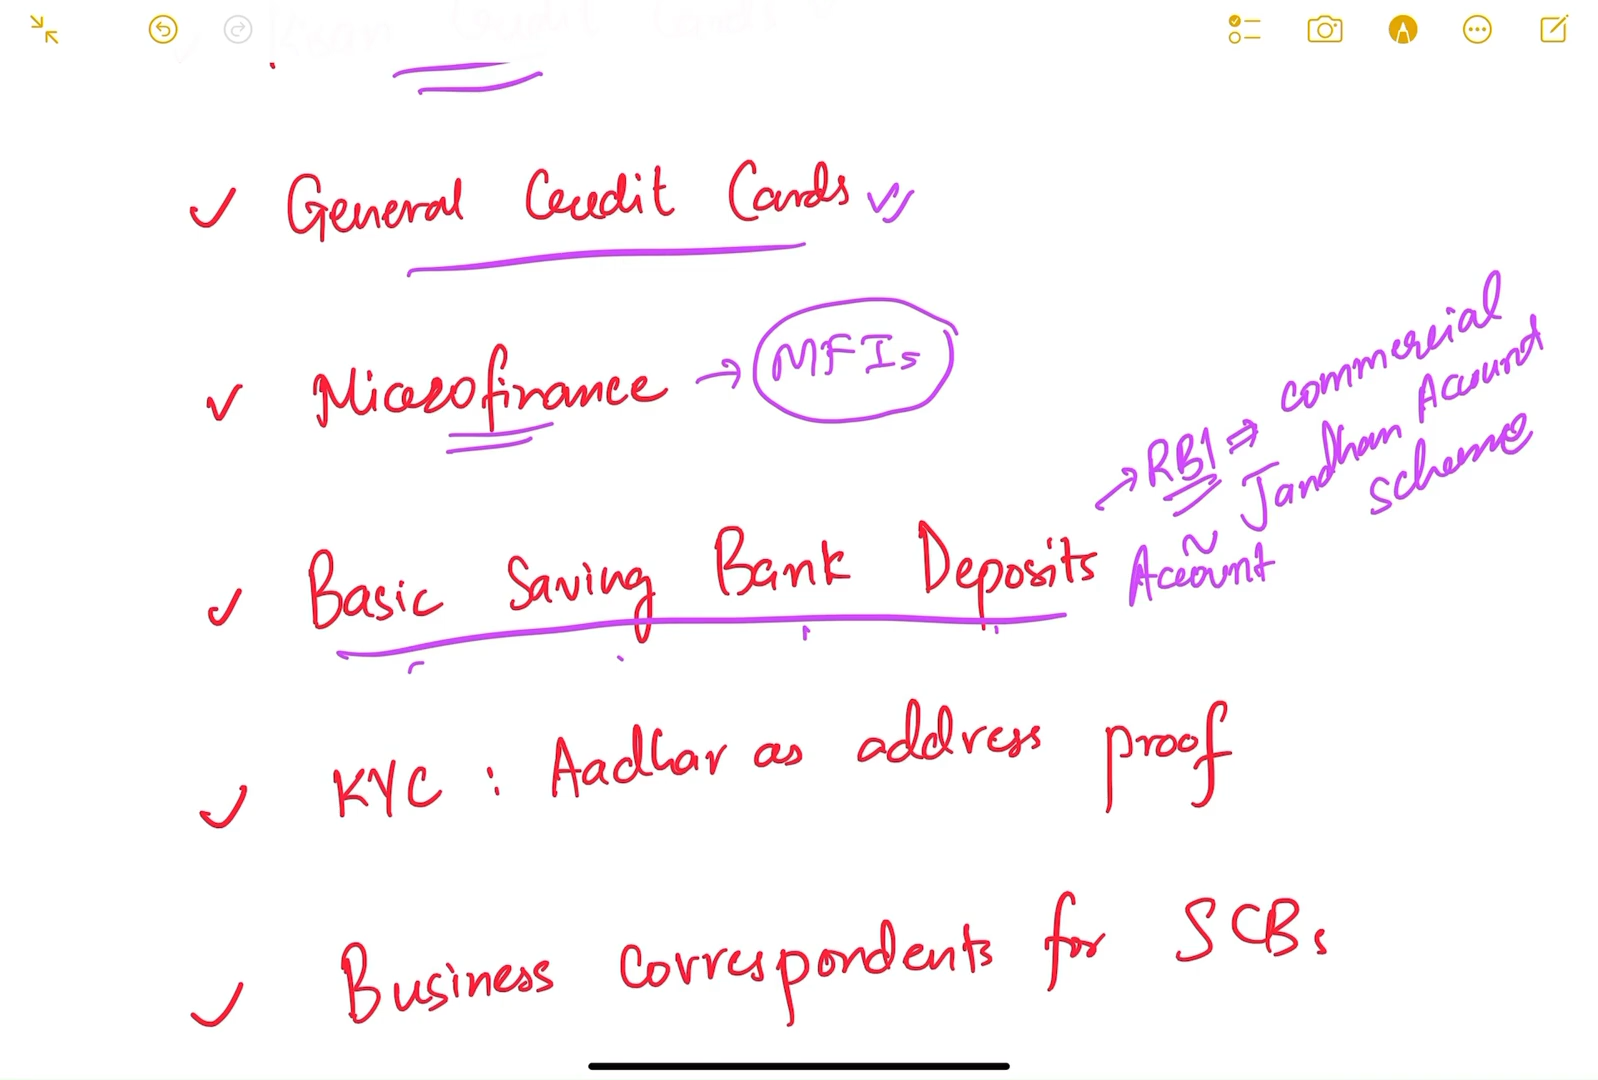 General Credit Cards
Microfinance → MFIs
Basic Saving Bank Deposits Account
→ RBI ⇒ commercial
~ Jandhan Account
scheme
KYC : Aadhar as address proof
Business Correspondents for SCBs